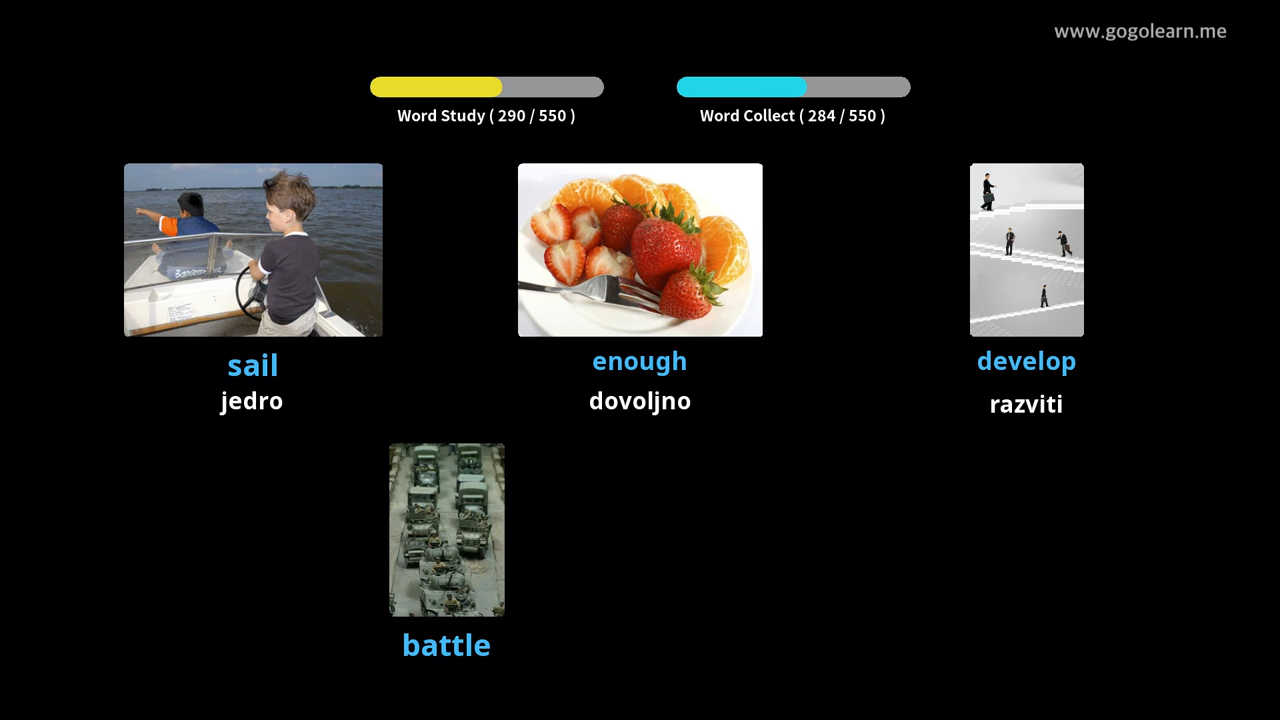 www.gogolearn.me
Word Study ( 290 / 550 )
Word Collect ( 284 / 550 )
sail
jedro
enough
dovoljno
develop
razviti
battle